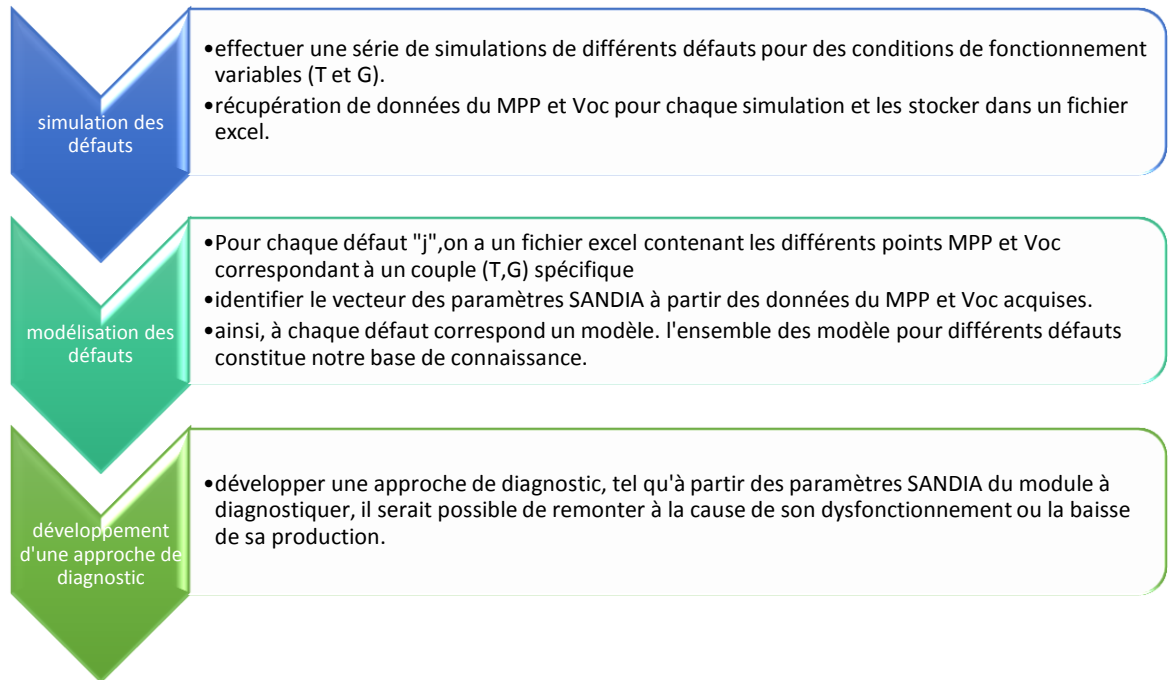 simulation des
défauts
•effectuer une série de simulations de différents défauts pour des conditions de fonctionnement
variables (T et G).
•récupération de données du MPP et Voc pour chaque simulation et les stocker dans un fichier
excel.
modélisation des
défauts
•Pour chaque défaut "j",on a un fichier excel contenant les différents points MPP et Voc
correspondant à un couple (T,G) spécifique
•identifier le vecteur des paramètres SANDIA à partir des données du MPP et Voc acquises.
•ainsi, à chaque défaut correspond un modèle. l'ensemble des modèle pour différents défauts
constitue notre base de connaissance.
développement
d'une approche de
diagnostic
•développer une approche de diagnostic, tel qu'à partir des paramètres SANDIA du module à
diagnostiquer, il serait possible de remonter à la cause de son dysfonctionnement ou la baisse
de sa production.